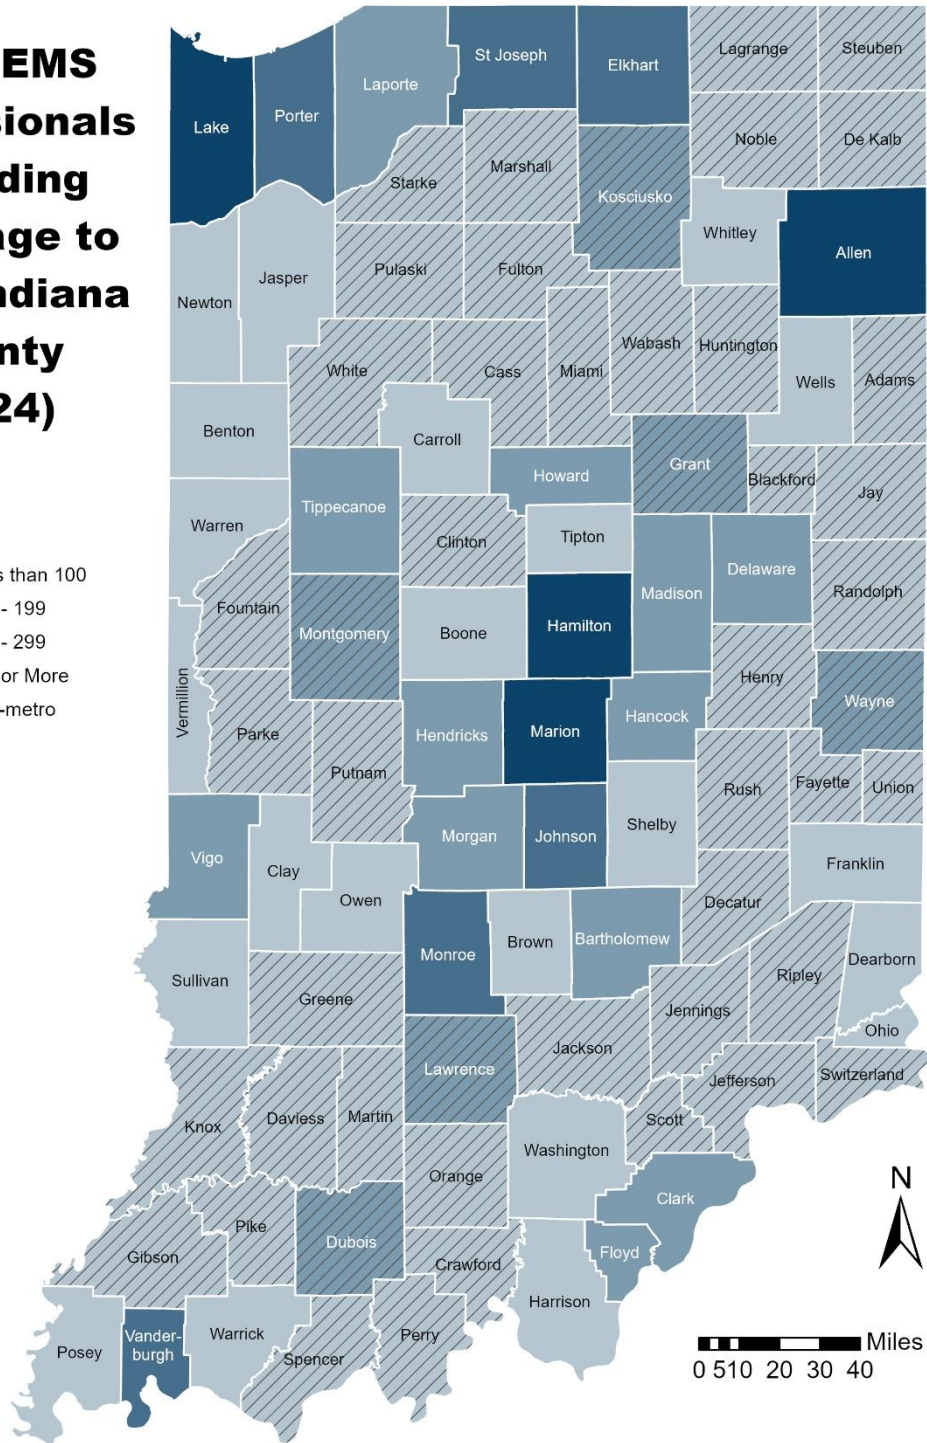 EMS
sionals
ding
age to
ndiana
nty
24)
s than 100
- 199
- 299
or More
-metro
Lake
Porter
Laporte
St Joseph
Elkhart
Lagrange
Steuben
Noble
De Kalb
Starke
Marshall
Kosciusko
Whitley
Allen
Newton
Jasper
Pulaski
Fulton
White
Cass
Miami
Wabash
Huntington
Wells
Adams
Benton
Carroll
Howard
Grant
Blackford
Jay
Warren
Tippecanoe
Clinton
Tipton
Madison
Delaware
Randolph
Fountain
Montgomery
Boone
Hamilton
Henry
Wayne
Vermillion
Parke
Putnam
Hendricks
Marion
Hancock
Rush
Fayette
Union
Vigo
Clay
Owen
Morgan
Johnson
Shelby
Decatur
Franklin
Sullivan
Greene
Monroe
Brown
Bartholomew
Jennings
Ripley
Dearborn
Ohio
Knox
Daviess
Martin
Lawrence
Jackson
Jefferson
Switzerland
Scott
Orange
Washington
Clark
Gibson
Pike
Dubois
Crawford
Floyd
Harrison
Posey
Vander-
burgh
Warrick
Spencer
Perry
N
Miles
0 5 10 20 30 40